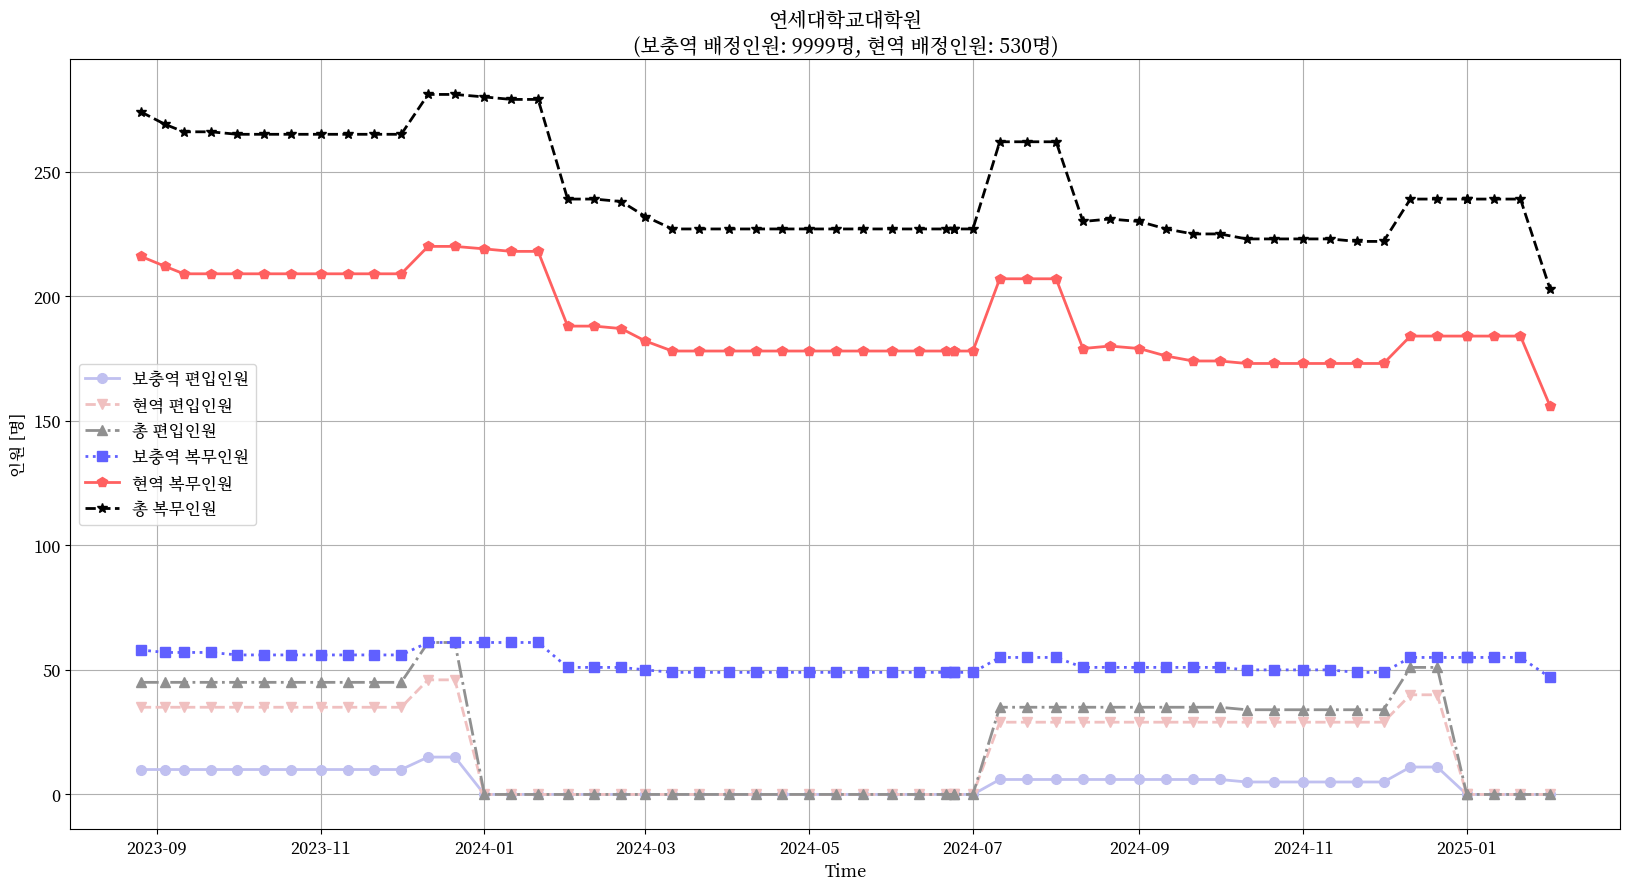 연세대학교대학원
(보충역 배정인원: 9999명, 현역 배정인원: 530명)
인원 [명]
250
200
150
100
50
0
보충역 편입인원
현역 편입인원
총 편입인원
보충역 복무인원
현역 복무인원
총 복무인원
2023-09
2023-11
2024-01
2024-03
2024-05
2024-07
2024-09
2024-11
2025-01
Time